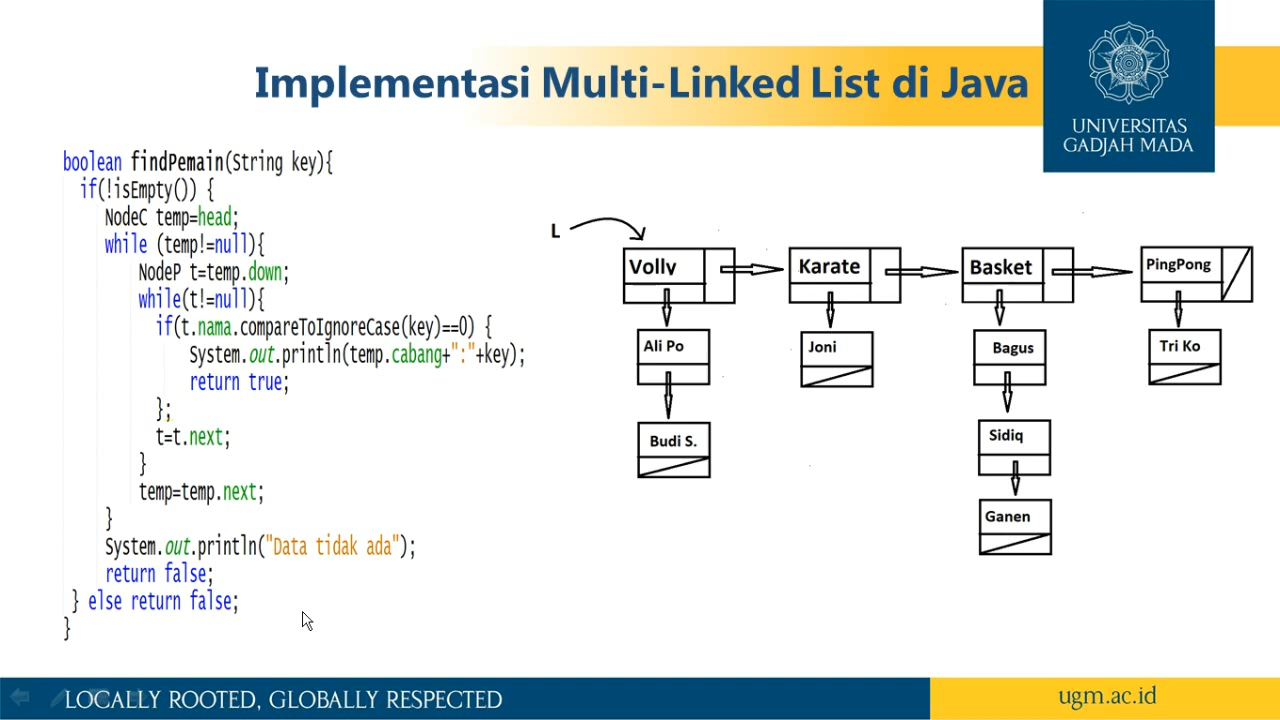 Implementasi Multi-Linked List di Java
UNIVERSITAS
GADJAH MADA
boolean findPemain(String key){
if(!isEmpty()) {
NodeC temp=head;
while (temp!=null){
NodeP t=temp.down;
while(t!=null){
if(t.nama.compareToIgnoreCase(key)==0) {
System.out.println(temp.cabang+":"+key);
return true;
};
t=t.next;
}
temp=temp.next;
}
System.out.println("Data tidak ada");
return false;
} else return false;
}
L
Volly
Karate
Basket
PingPong
Ali Po
Joni
Bagus
Tri Ko
Budi S.
Sidiq
Ganen
LOCALLY ROOTED, GLOBALLY RESPECTED
ugm.ac.id